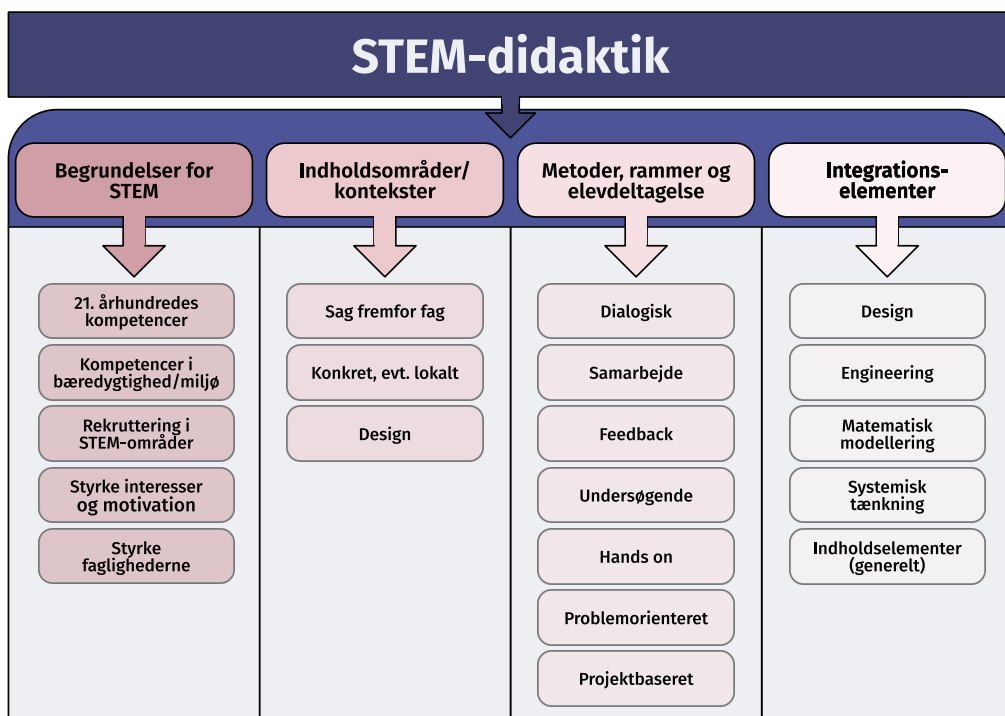 STEM-didaktik
Begrundelser for
STEM
21. århundredes
kompetencer
Kompetencer i
bæredygtighed/miljø
Rekruttering i
STEM-områder
Styrke interesser
og motivation
Styrke
faglighederne
Indholdsområder/
kontekster
Sag fremfor fag
Konkret, evt. lokalt
Design
Metoder, rammer og
elevdeltagelse
Dialogisk
Samarbejde
Feedback
Undersøgende
Hands on
Problemorienteret
Projektbaseret
Integrations-
elementer
Design
Engineering
Matematisk
modellering
Systemisk
tænkning
Indholdselementer
(generelt)